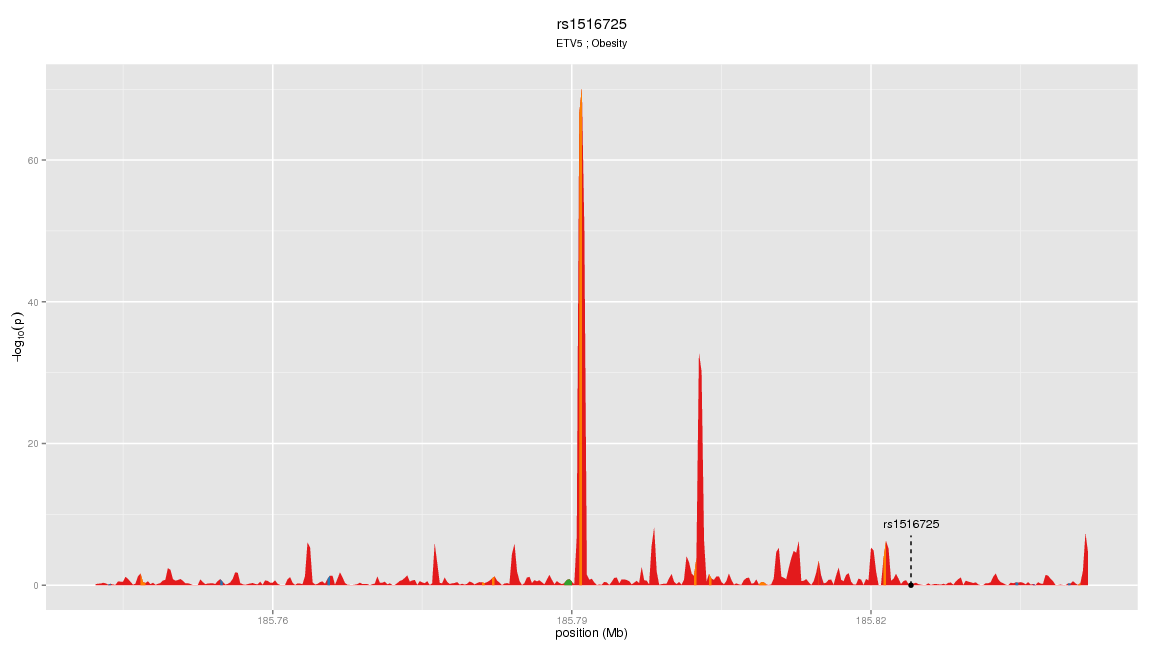 rs1516725
ETV5 ; Obesity
−log10(p)
60
40
20
0
rs1516725
185.76
185.79
185.82
position (Mb)